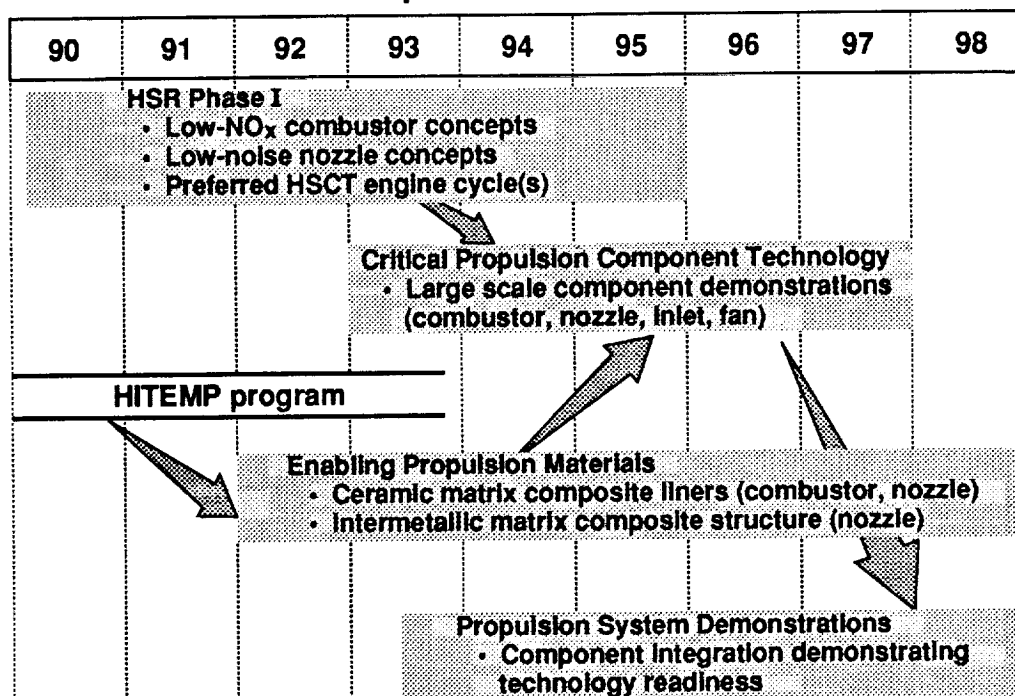 90 91 92 93 94 95 96 97 98
HSR Phase I
· Low-NOx combustor concepts
· Low-noise nozzle concepts
· Preferred HSCT engine cycle(s)
Critical Propulsion Component Technology
· Large scale component demonstrations
(combustor, nozzle, inlet, fan)
HITEMP program
Enabling Propulsion Materials
· Ceramic matrix composite liners (combustor, nozzle)
· Intermetallic matrix composite structure (nozzle)
Propulsion System Demonstrations
· Component integration demonstrating
technology readiness